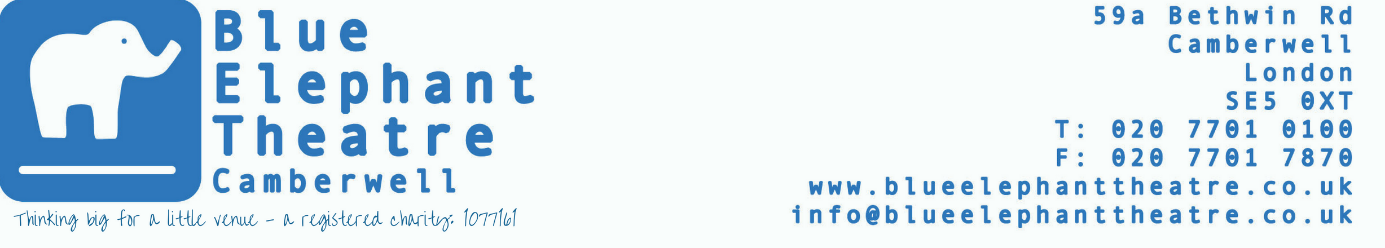 Blue
Elephant
Theatre
Camberwell
Thinking big for a little venue - a registered charity: 1077161
59a Bethwin Rd
Camberwell
London
SE5 0XT
T: 020 7701 0100
F: 020 7701 7870
www.blueelephanttheatre.co.uk
info@blueelephanttheatre.co.uk